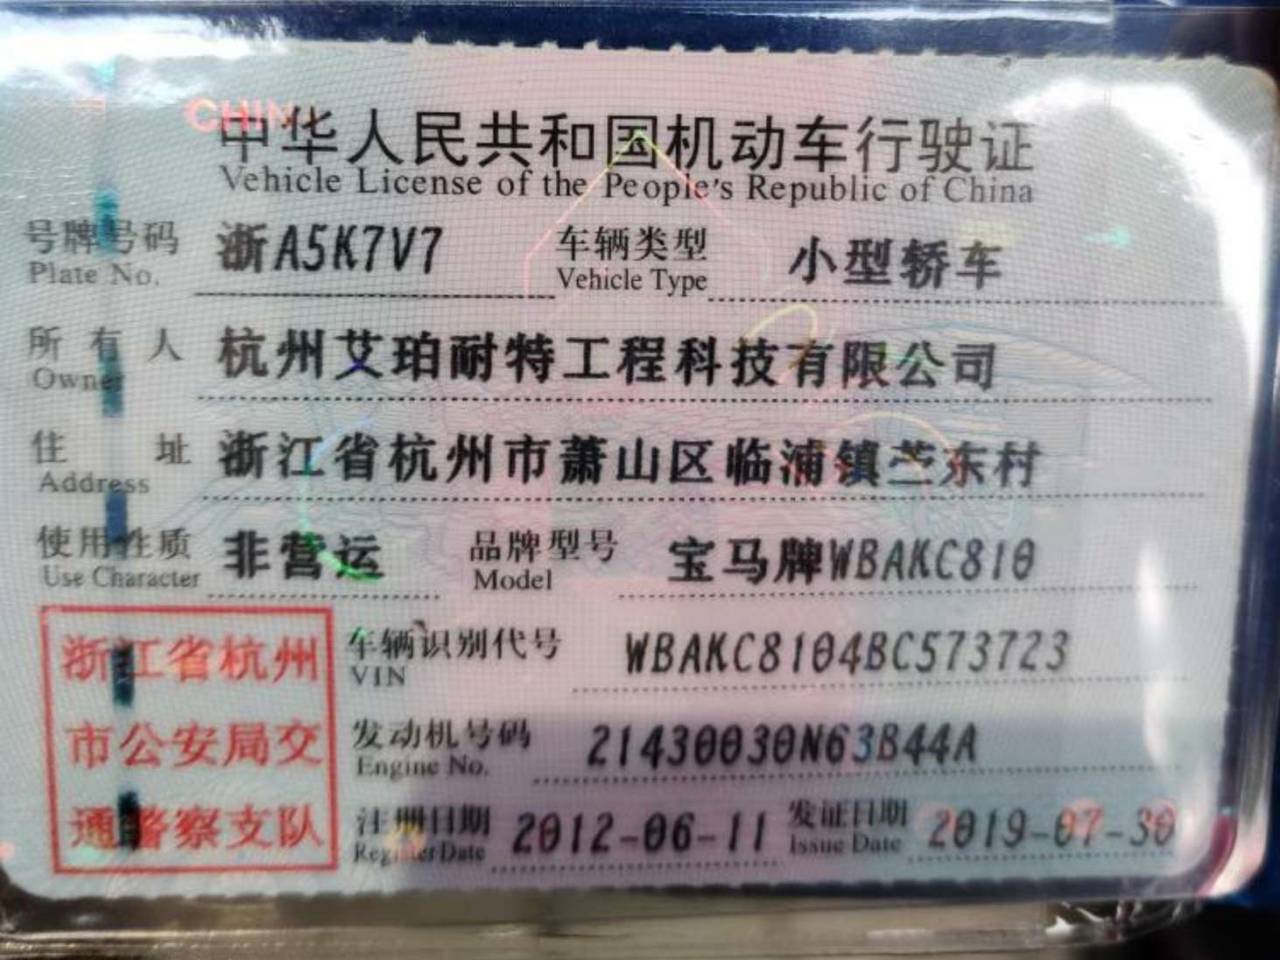 CHIN
中华人民共和国机动车行驶证
Vehicle License of the People's Republic of China
号牌号码 浙A5K7V7 车辆类型 小型轿车
Plate No. Vehicle Type
所有人 杭州艾珀耐特工程科技有限公司
Owner
住址 浙江省杭州市萧山区临浦镇苎东村
Address
使用性质 非营运 品牌型号 宝马牌WBAKC810
Use Character Model
浙江省杭州 车辆识别代号 WBAKC8104BC573723
VIN
市公安局交 发动机号码 21430030N63B44A
Engine No.
通警察支队 注册日期 2012-06-11 发证日期 2019-07-30
Register Date Issue Date